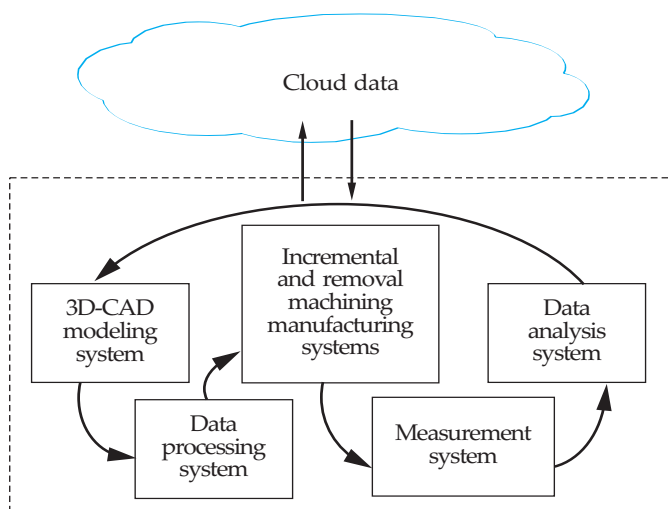 Cloud data
Incremental
and removal
machining
manufacturing
systems
3D-CAD
modeling
system
Data
analysis
system
Data
processing
system
Measurement
system